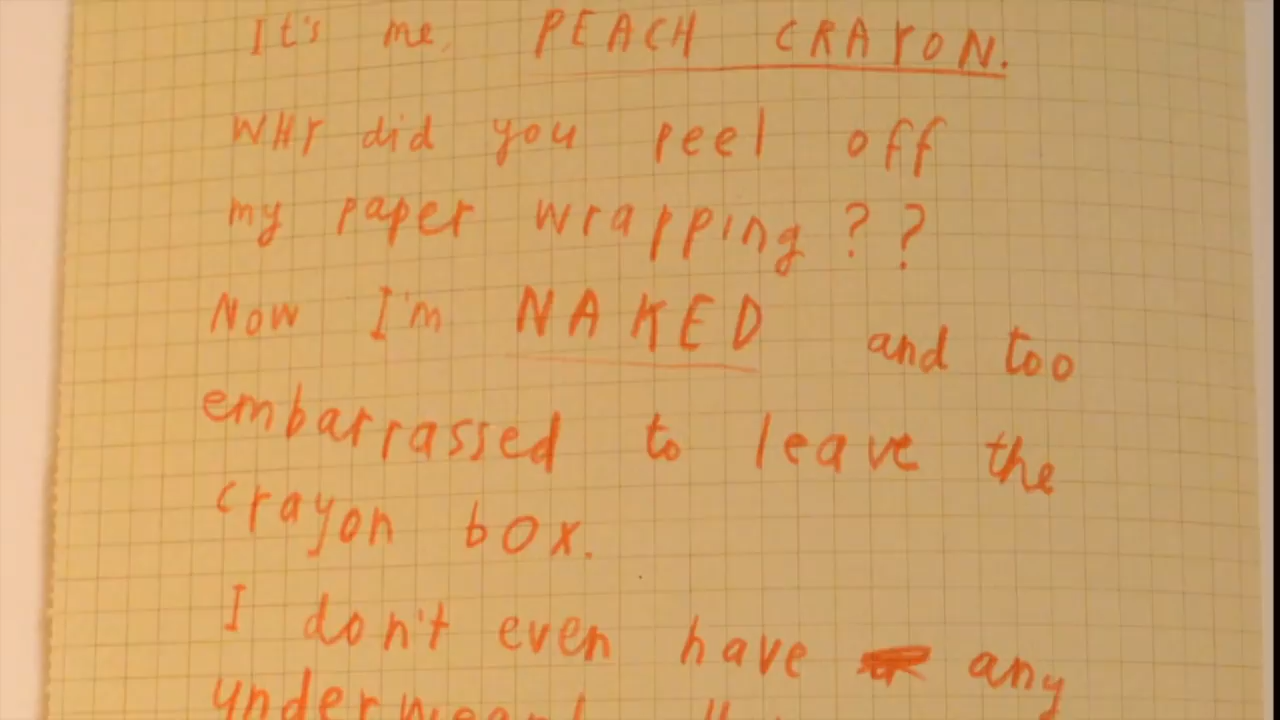 It's me, PEACH CRAYON.
WHY did you peel off
my paper wrapping??
Now I'm NAKED and too
embarrassed to leave the
crayon box.
I don't even have any
underwear!